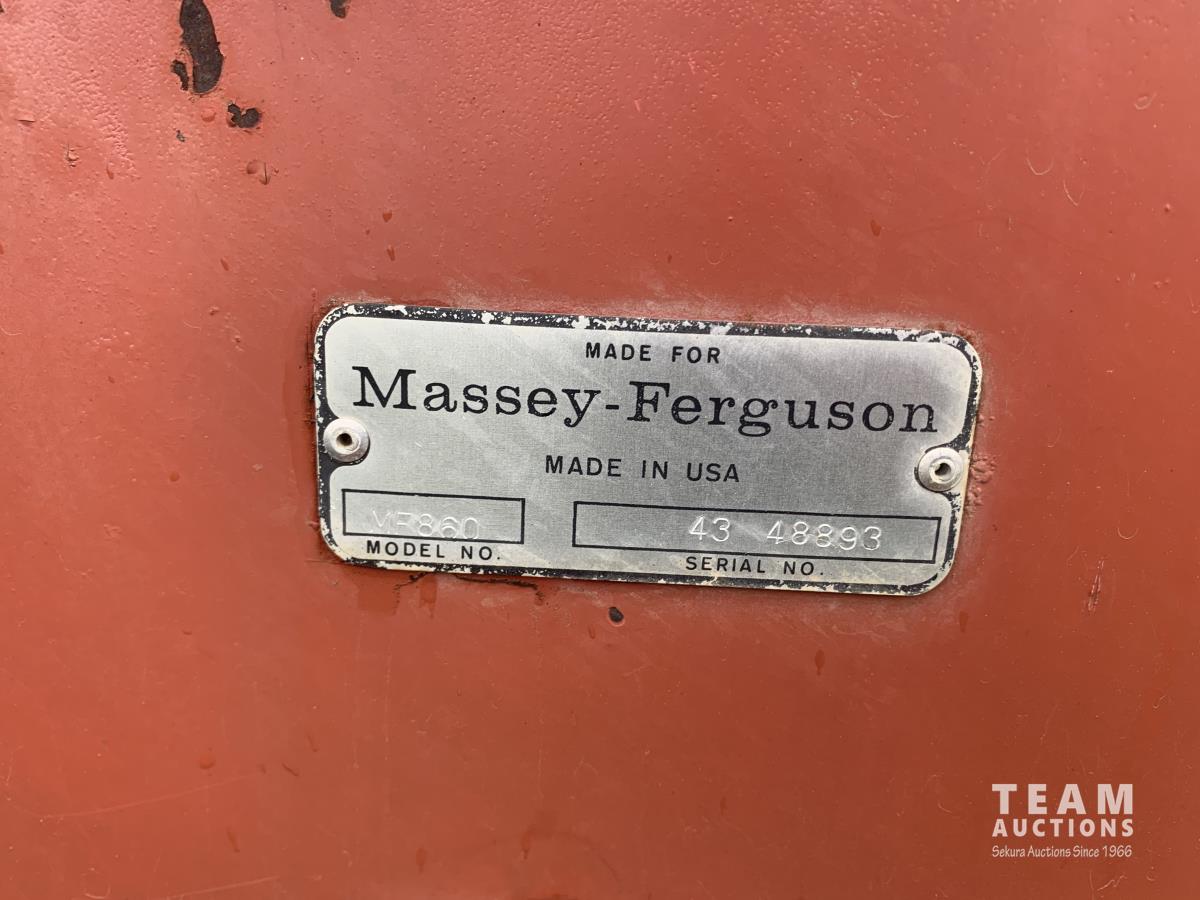 MADE FOR
Massey-Ferguson
MADE IN USA
MF860 43 48893
MODEL NO. SERIAL NO.
TEAM
AUCTIONS
Sekura Auctions Since 1966